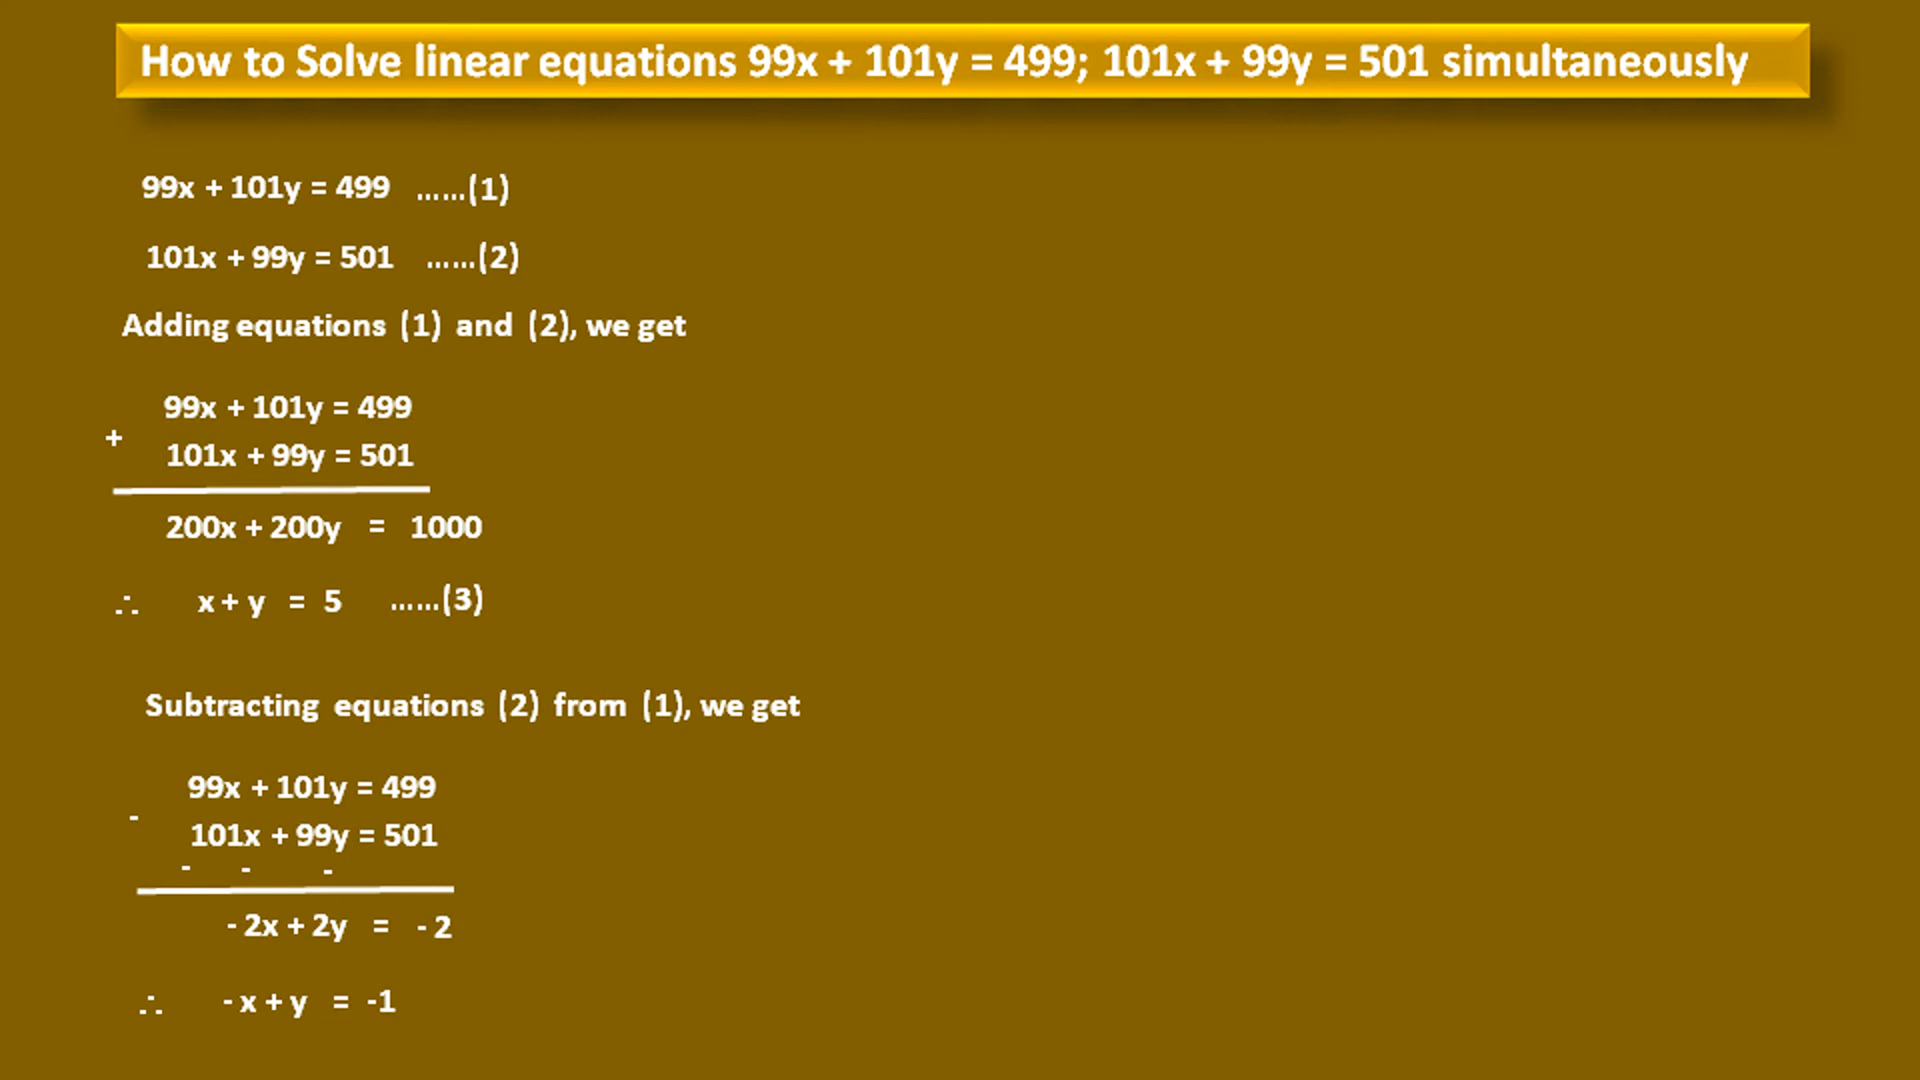 How to Solve linear equations 99x + 101y = 499; 101x + 99y = 501 simultaneously
99x + 101y = 499 ......(1)
101x + 99y = 501 ......(2)
Adding equations (1) and (2), we get
99x + 101y = 499
+
101x + 99y = 501
200x + 200y = 1000
∴ x + y = 5 ......(3)
Subtracting equations (2) from (1), we get
99x + 101y = 499
-
101x + 99y = 501
- - -
- 2x + 2y = - 2
∴ - x + y = -1